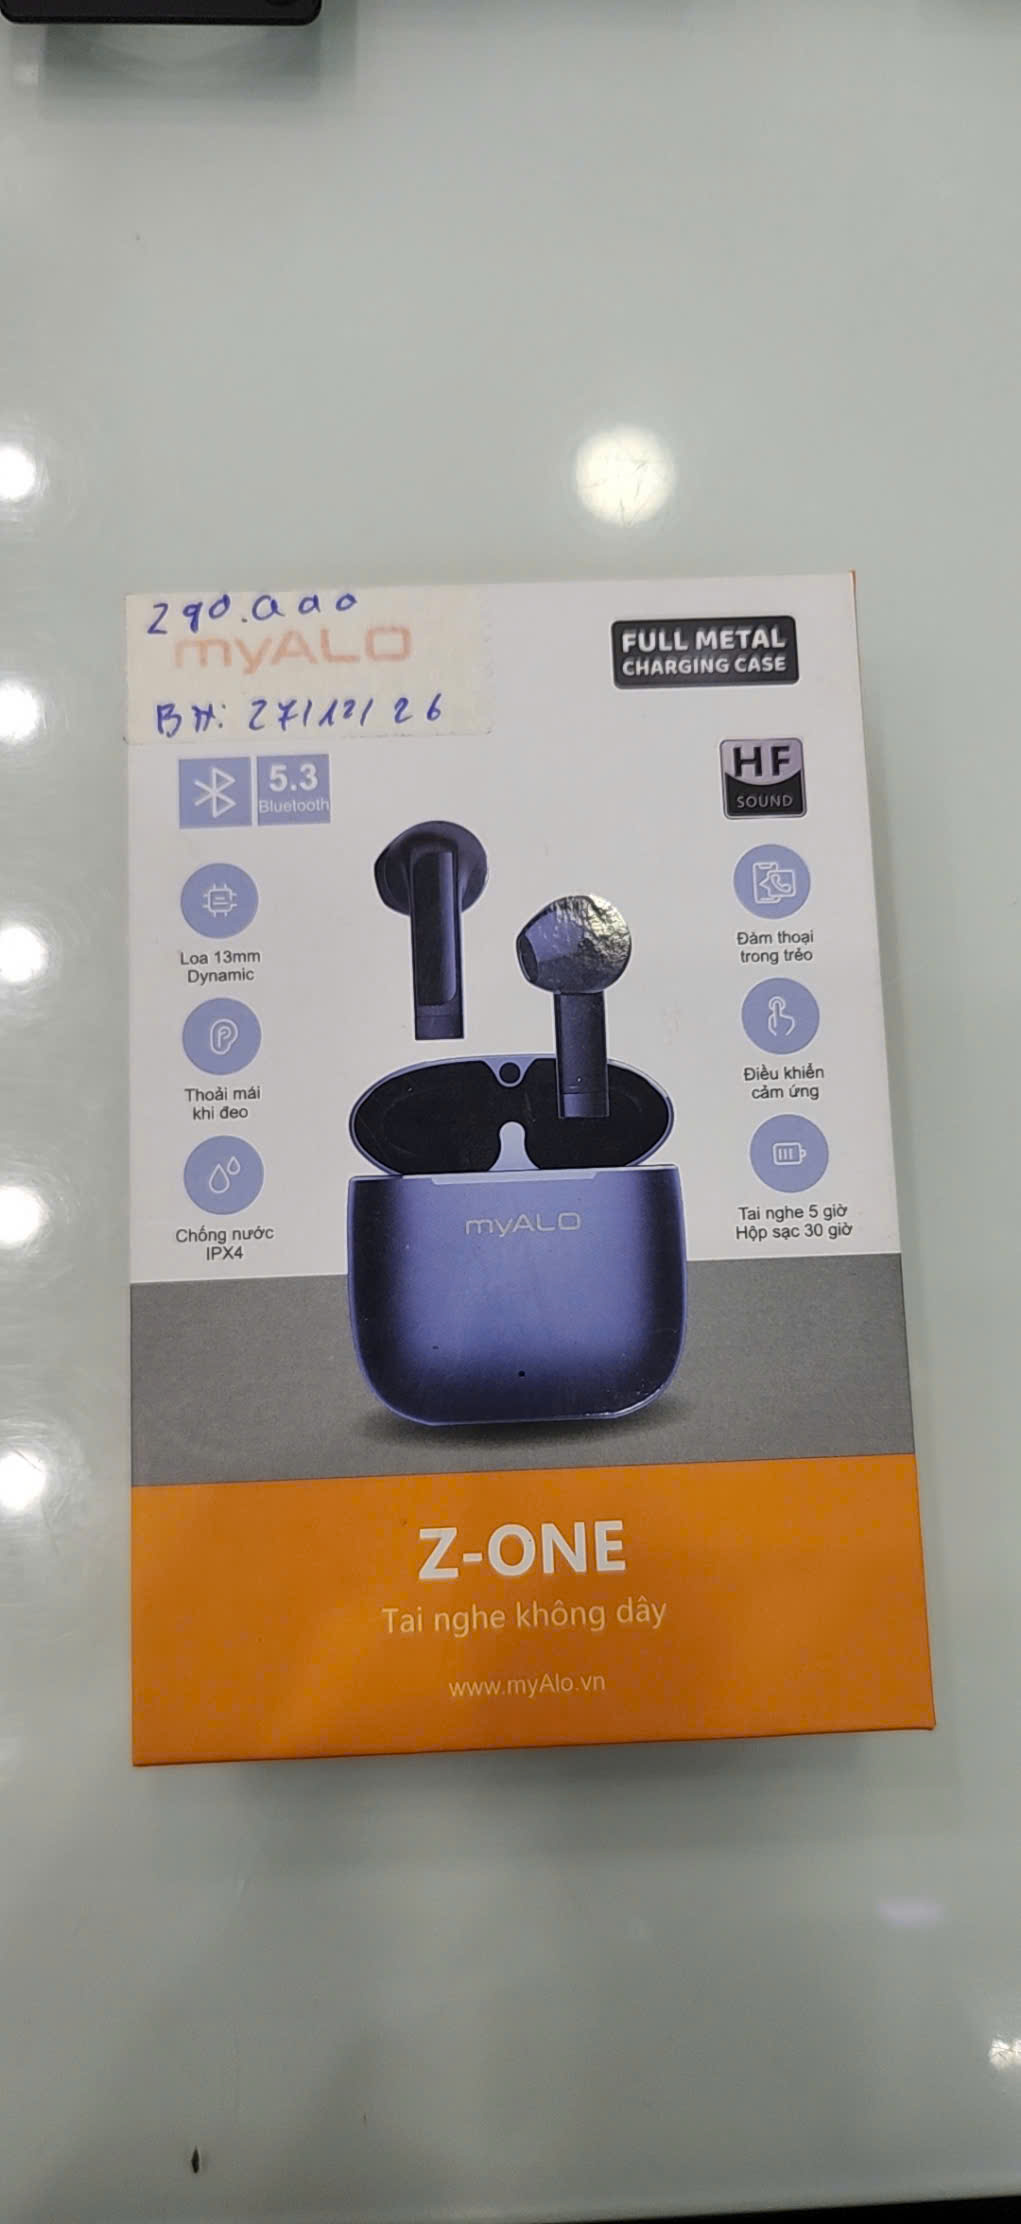 290.000
myALO
BH: 27/12/26
FULL METAL
CHARGING CASE
5.3
Bluetooth
HF
SOUND
Loa 13mm
Dynamic
Thoải mái
khi đeo
Chống nước
IPX4
Đàm thoại
trong trẻo
Điều khiển
cảm ứng
Tai nghe 5 giờ
Hộp sạc 30 giờ
myALO
Z-ONE
Tai nghe không dây
www.myAlo.vn